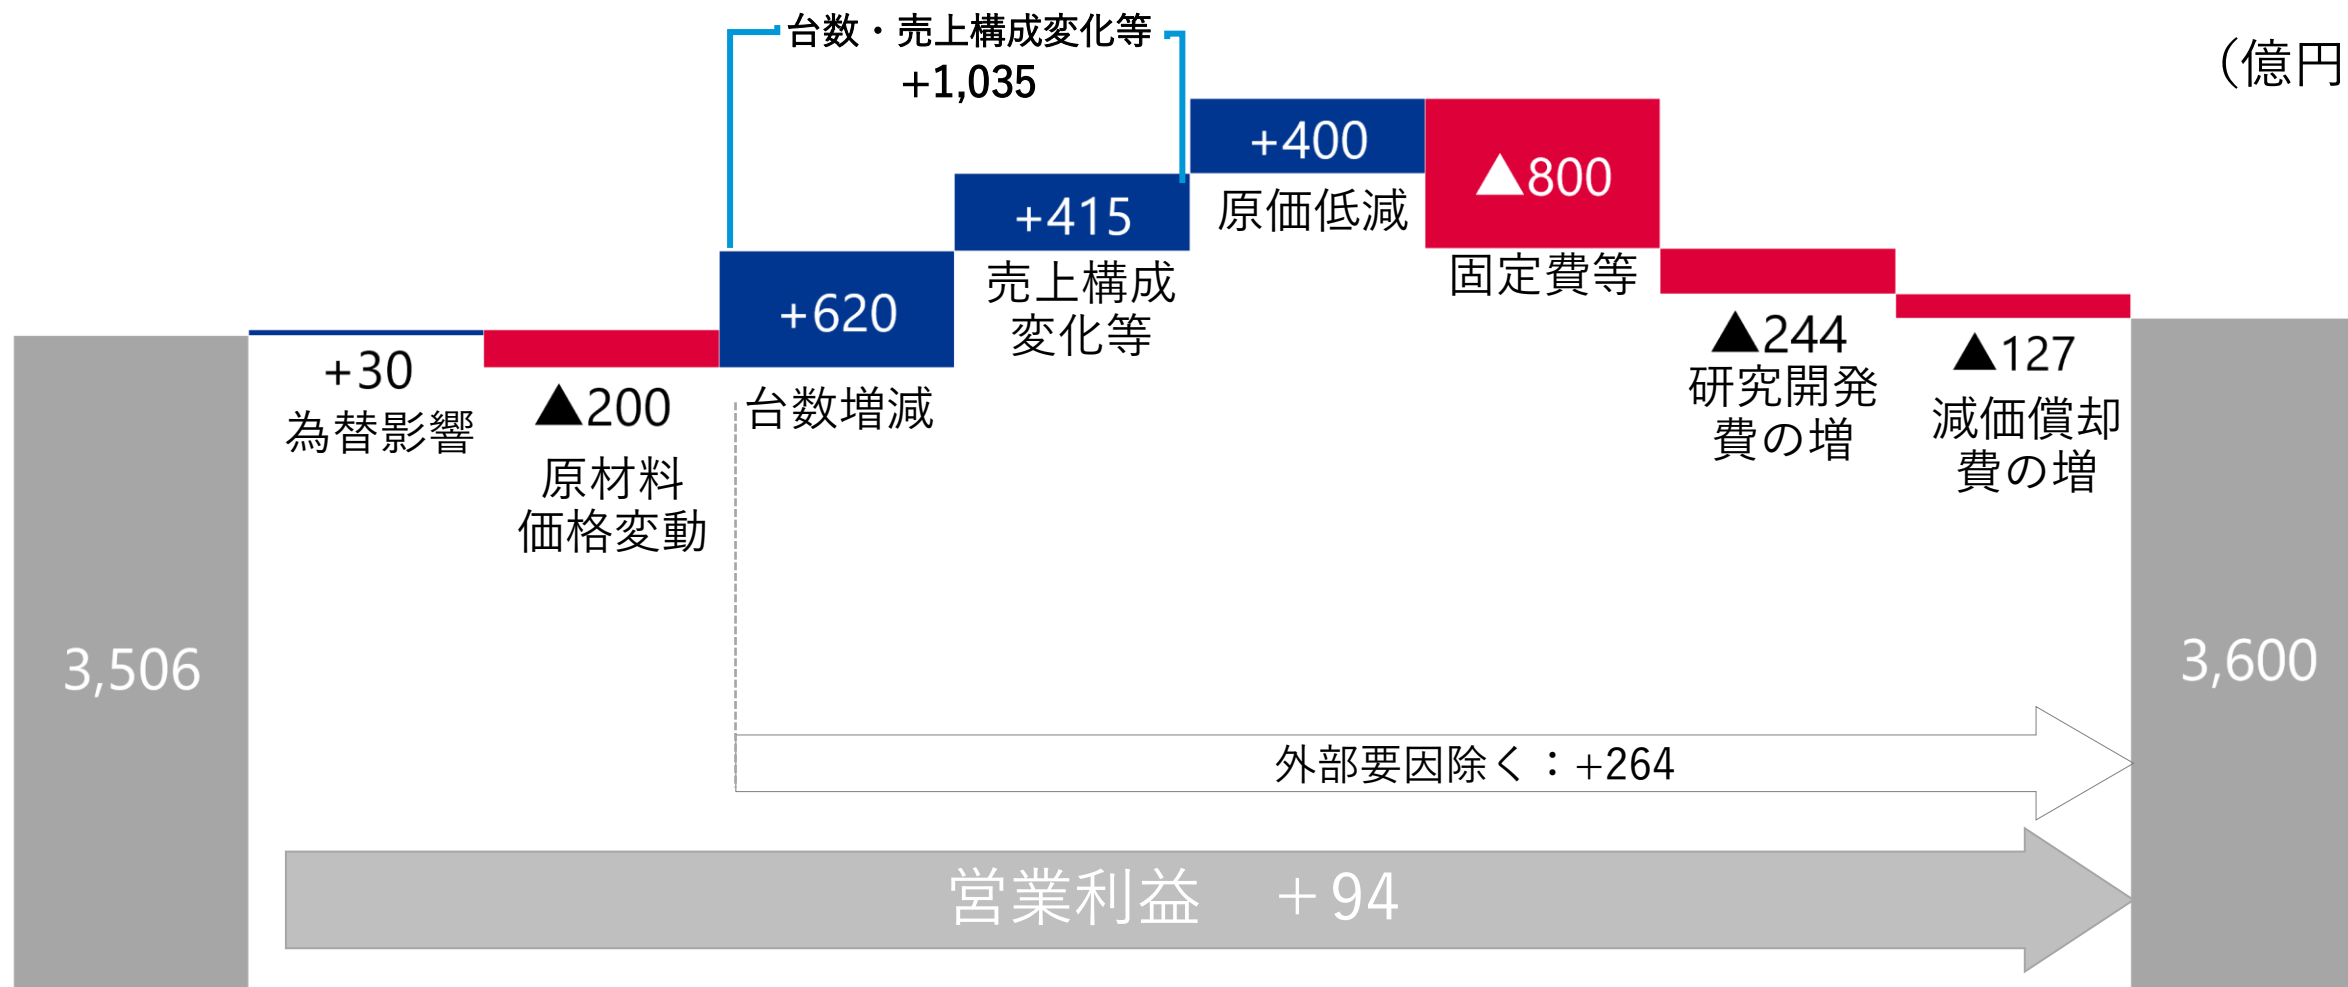 台数・売上構成変化等
+1,035
（億円
+400
原価低減
▲800
固定費等
+415
売上構成
変化等
+620
台数増減
+30
為替影響
▲200
原材料
価格変動
▲244
研究開発
費の増
▲127
減価償却
費の増
3,506
3,600
外部要因除く：+264
営業利益　＋94